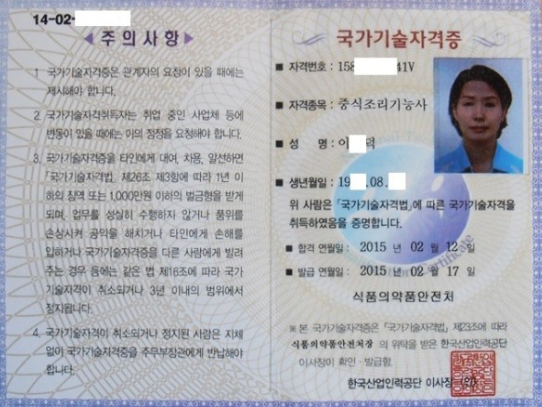 14-02-
주의사항
1. 국가기술자격증은 관계자의 요청이 있을 때에는
제시해야 합니다.
2. 국가기술자격취득자는 취업 중인 사업체 등에
변동이 있을 때에는 이의 정정을 요청해야 합니다.
3. 국가기술자격증을 타인에게 대여, 차용, 알선하면
「국가기술자격법」 제26조 제3항에 따라 1년 이
하의 징역 또는 1,000만원 이하의 벌금형을 받게
되며, 업무를 성실히 수행하지 않거나 품위를
손상시켜 공익을 해치거나 타인에게 손해를
입히거나 국가기술자격증을 다른 사람에게 빌려
주는 경우 등에는 같은 법 제16조에 따라 국가
기술자격이 취소되거나 3년 이내의 범위에서
정지됩니다.
4. 국가기술자격이 취소되거나 정지된 사람은 지체
없이 국가기술자격증을 주무부장관에게 반납해야
합니다.
국가기술자격증
■ 자격번호 : 158 41V
■ 자격종목 : 중식조리기능사
■ 성 명 : 이 덕
■ 생년월일 : 19 .08.
위 사람은 「국가기술자격법」에 따른 국가기술자격을
취득하였음을 증명합니다.
■ 합격 연월일 : 2015 년 02 월 12 일
■ 발급 연월일 : 2015 년 02 월 17 일
certificate
식품의약품안전처
※ 본 국가기술자격증은 「국가기술자격법」 제23조에 따라
식품의약품안전처장 의 위탁을 받은 한국산업인력공단
이사장이 확인·발급함.
한국산업인력공단 이사장